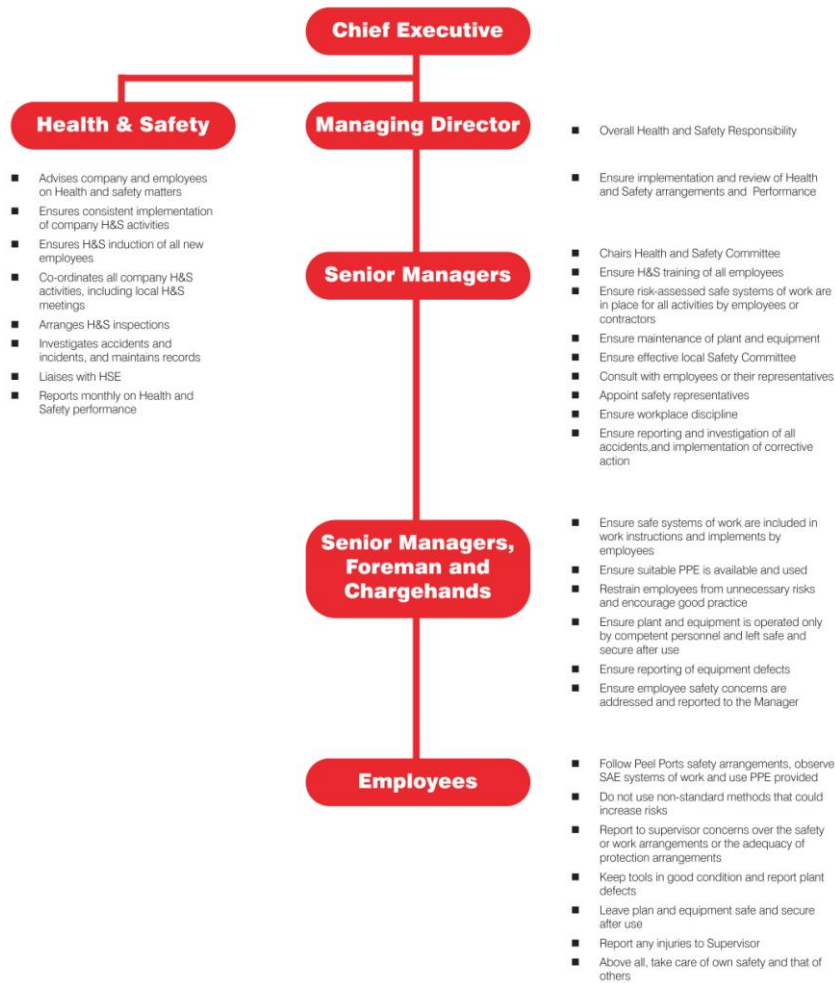 Chief Executive
Health & Safety
■ Advises company and employees
on Health and safety matters
■ Ensures consistent implementation
of company H&S activities
■ Ensures H&S induction of all new
employees
■ Co-ordinates all company H&S
activities, including local H&S
meetings
■ Arranges H&S inspections
■ Investigates accidents and
incidents, and maintains records
■ Liaises with HSE
■ Reports monthly on Health and
Safety performance
Managing Director
■ Overall Health and Safety Responsibility
■ Ensure implementation and review of Health
and Safety arrangements and Performance
Senior Managers
■ Chairs Health and Safety Committee
■ Ensure H&S training of all employees
■ Ensure risk-assessed safe systems of work are
in place for all activities by employees or
contractors
■ Ensure maintenance of plant and equipment
■ Ensure effective local Safety Committee
■ Consult with employees or their representatives
■ Appoint safety representatives
■ Ensure workplace discipline
■ Ensure reporting and investigation of all
accidents,and implementation of corrective
action
Senior Managers,
Foreman and
Chargehands
■ Ensure safe systems of work are included in
work instructions and implements by
employees
■ Ensure suitable PPE is available and used
■ Restrain employees from unnecessary risks
and encourage good practice
■ Ensure plant and equipment is operated only
by competent personnel and left safe and
secure after use
■ Ensure reporting of equipment defects
■ Ensure employee safety concerns are
addressed and reported to the Manager
Employees
■ Follow Peel Ports safety arrangements, observe
SAE systems of work and use PPE provided
■ Do not use non-standard methods that could
increase risks
■ Report to supervisor concerns over the safety
or work arrangements or the adequacy of
protection arrangements
■ Keep tools in good condition and report plant
defects
■ Leave plan and equipment safe and secure
after use
■ Report any injuries to Supervisor
■ Above all, take care of own safety and that of
others